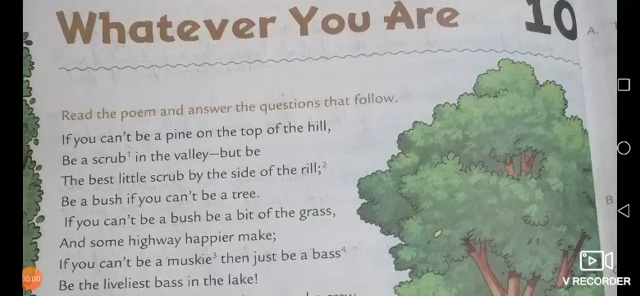 Whatever You Are
10
A.
Read the poem and answer the questions that follow.
If you can't be a pine on the top of the hill,
Be a scrub¹ in the valley—but be
The best little scrub by the side of the rill;²
Be a bush if you can't be a tree.
If you can't be a bush be a bit of the grass,
And some highway happier make;
If you can't be a muskie³ then just be a bass⁴
Be the liveliest bass in the lake!
B.
00:00
V RECORDER